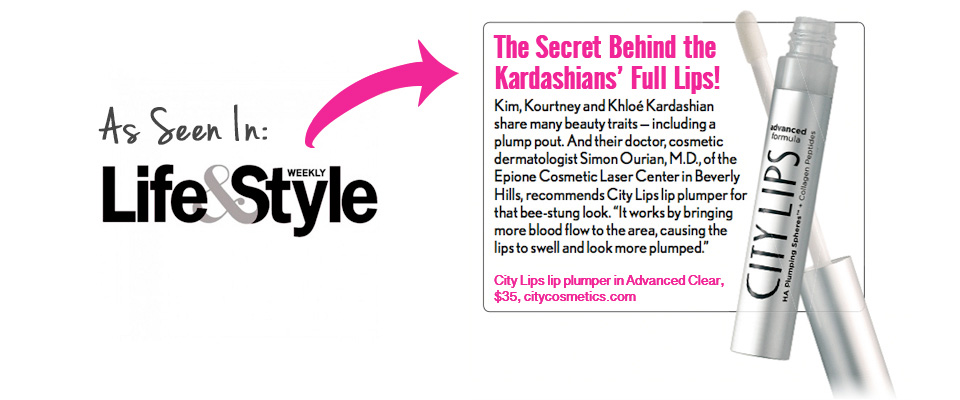 As Seen In:
Life&Style
WEEKLY
The Secret Behind the
Kardashians’ Full Lips!
Kim, Kourtney and Khloé Kardashian
share many beauty traits — including a
plump pout. And their doctor, cosmetic
dermatologist Simon Ourian, M.D., of the
Epione Cosmetic Laser Center in Beverly
Hills, recommends City Lips lip plumper for
that bee-stung look. “It works by bringing
more blood flow to the area, causing the
lips to swell and look more plumped.”
City Lips lip plumper in Advanced Clear,
$35, citycosmetics.com
advanced
formula
CITY LIPS
HA Plumping Spheres™ + Collagen Peptides